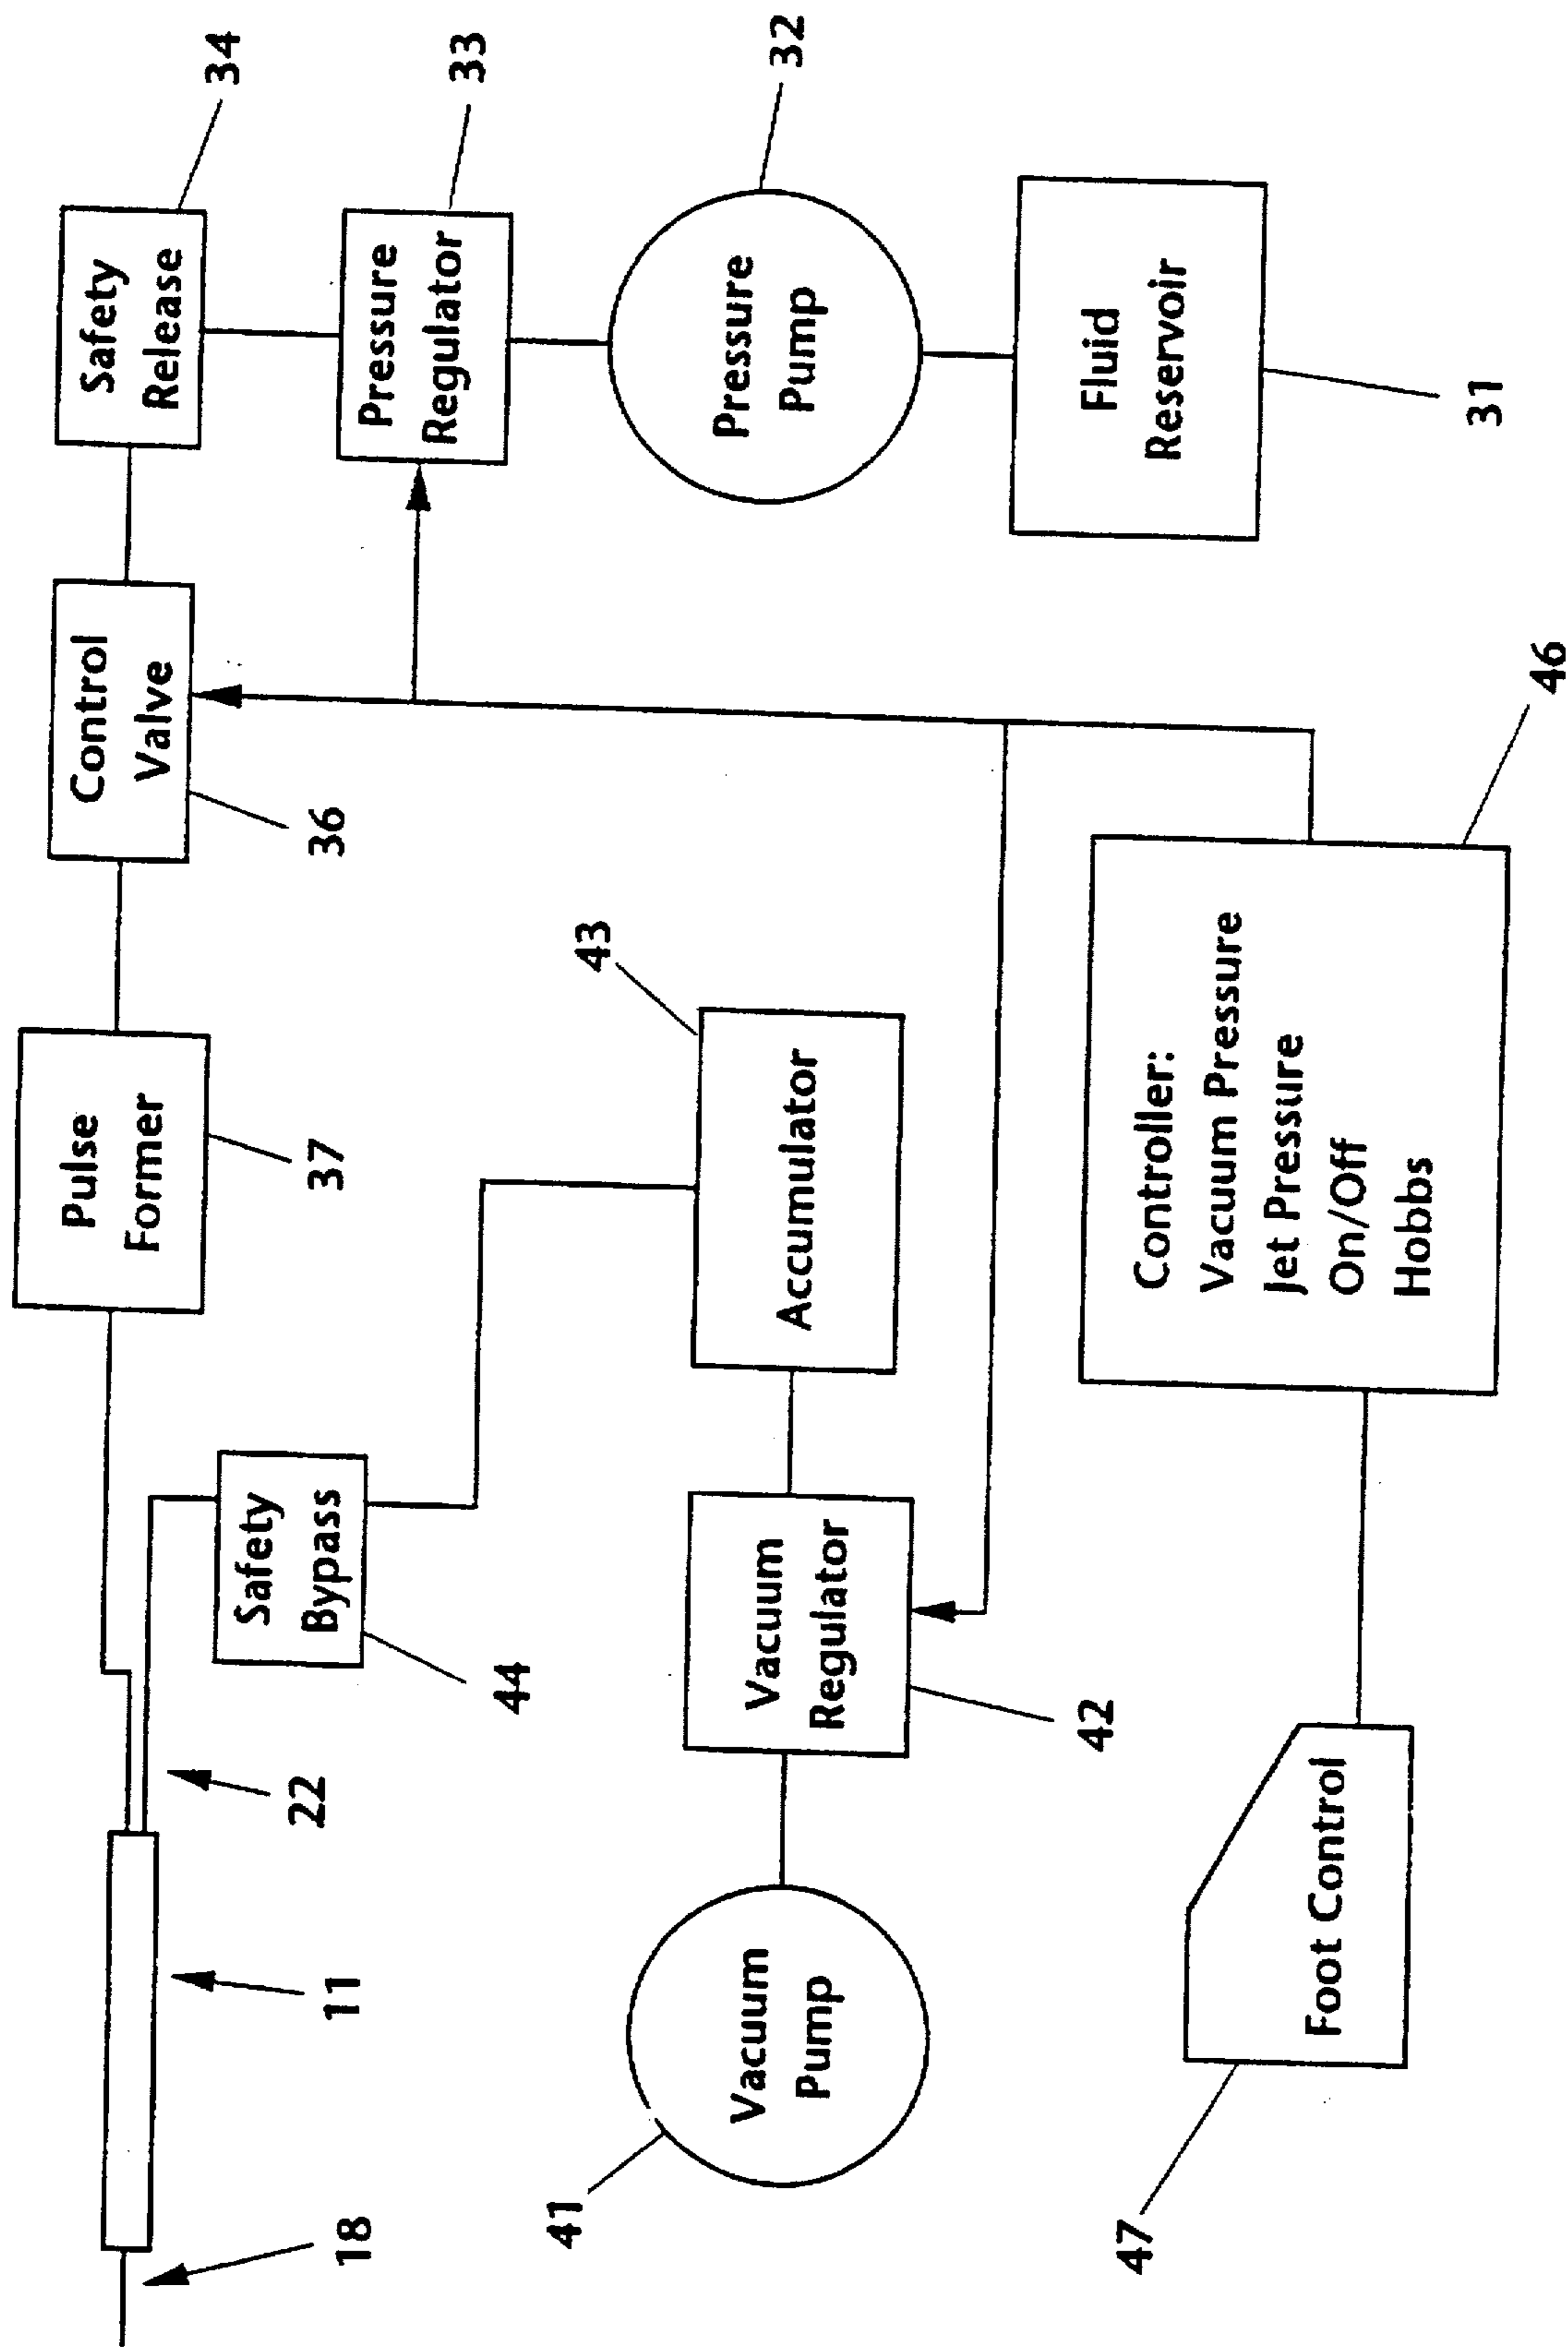 18
11
22
Pulse
Former
37
Control
Valve
36
Safety
Release
34
Safety
Bypass
44
Pressure
Regulator
33
Vacuum
Pump
41
Vacuum
Regulator
42
Accumulator
43
Pressure
Pump
32
Foot Control
47
Controller:
Vacuum Pressure
Jet Pressure
On/Off
Hobbs
46
Fluid
Reservoir
31